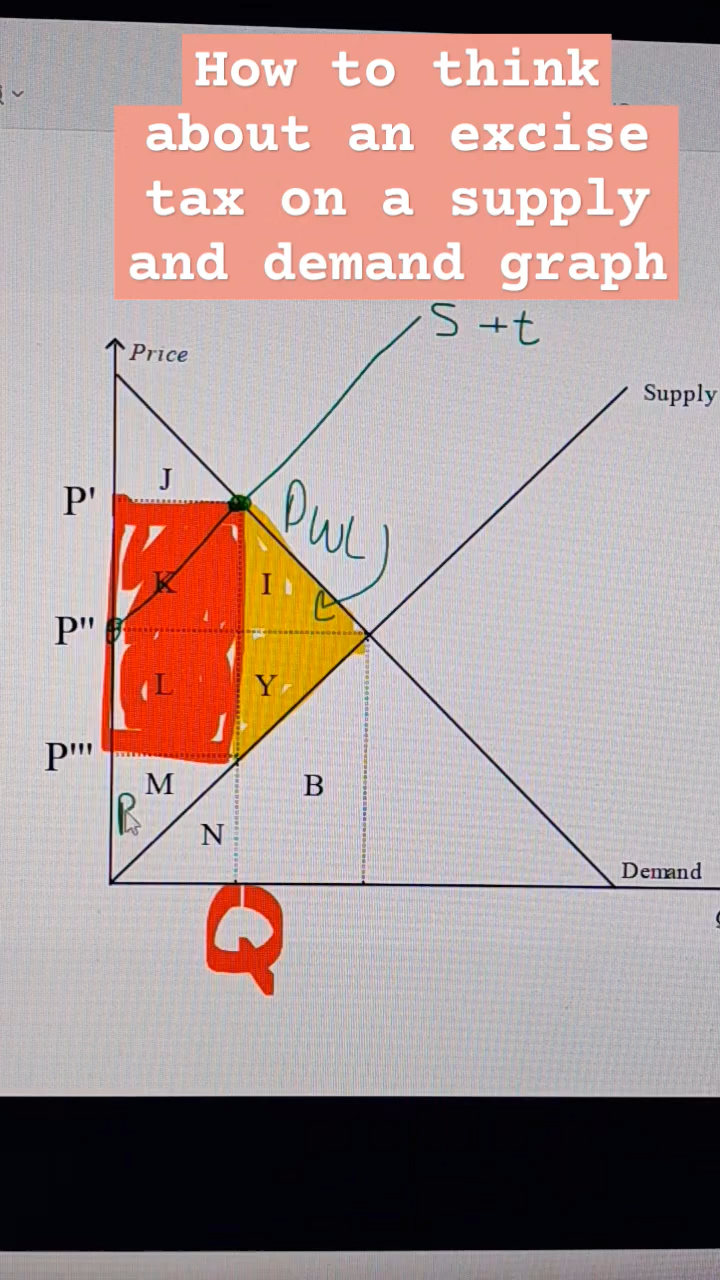 How to think
about an excise
tax on a supply
and demand graph
S +t
Price
Supply
J
P'
DWL
K
I
P"
L
Y
P'''
M
B
N
Demand
Q